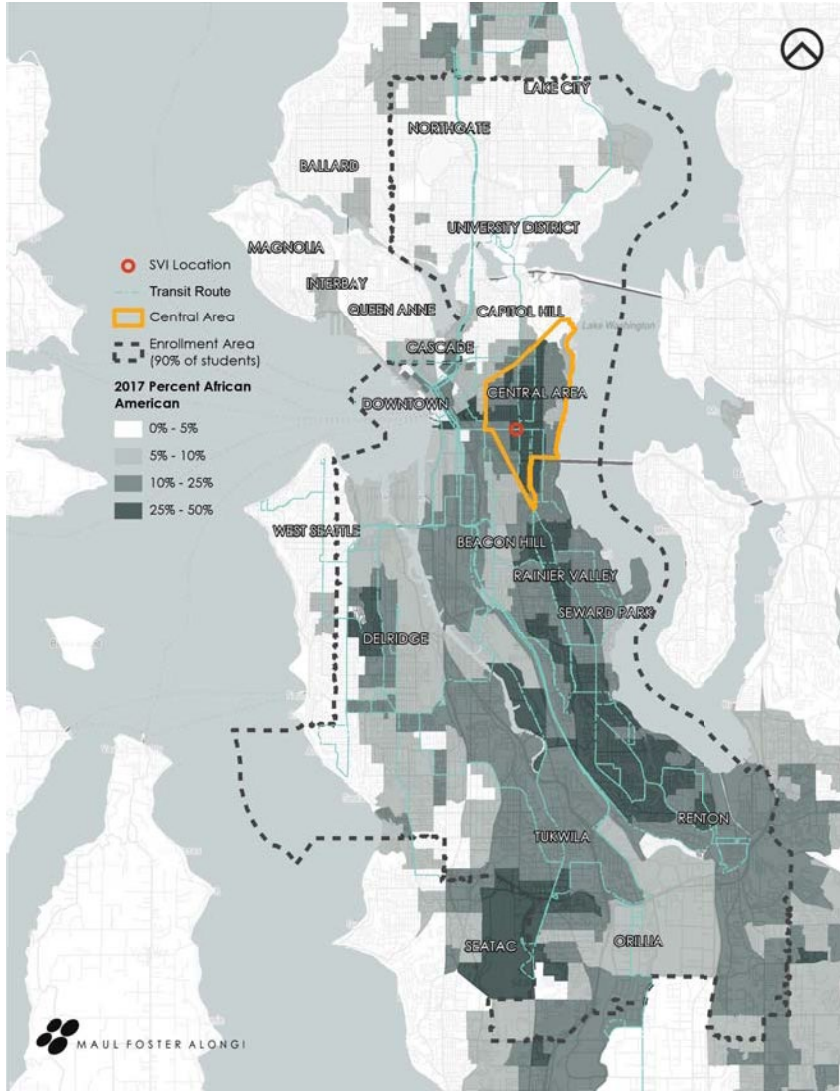 LAKE CITY
NORTHGATE
BALLARD
UNIVERSITY DISTRICT
MAGNOLIA
SVI Location
INTERBAY
Transit Route
QUEEN ANNE
CAPITOL HILL
Central Area
Lake Washington
Enrollment Area
(90% of students)
CASCADE
2017 Percent African
American
CENTRAL AREA
DOWNTOWN
0% - 5%
5% - 10%
10% - 25%
25% - 50%
WEST SEATTLE
BEACON HILL
RAINIER VALLEY
SEWARD PARK
DELRIDGE
RENTON
TUKWILA
SEATAC
ORILLIA
MAUL FOSTER ALONGI